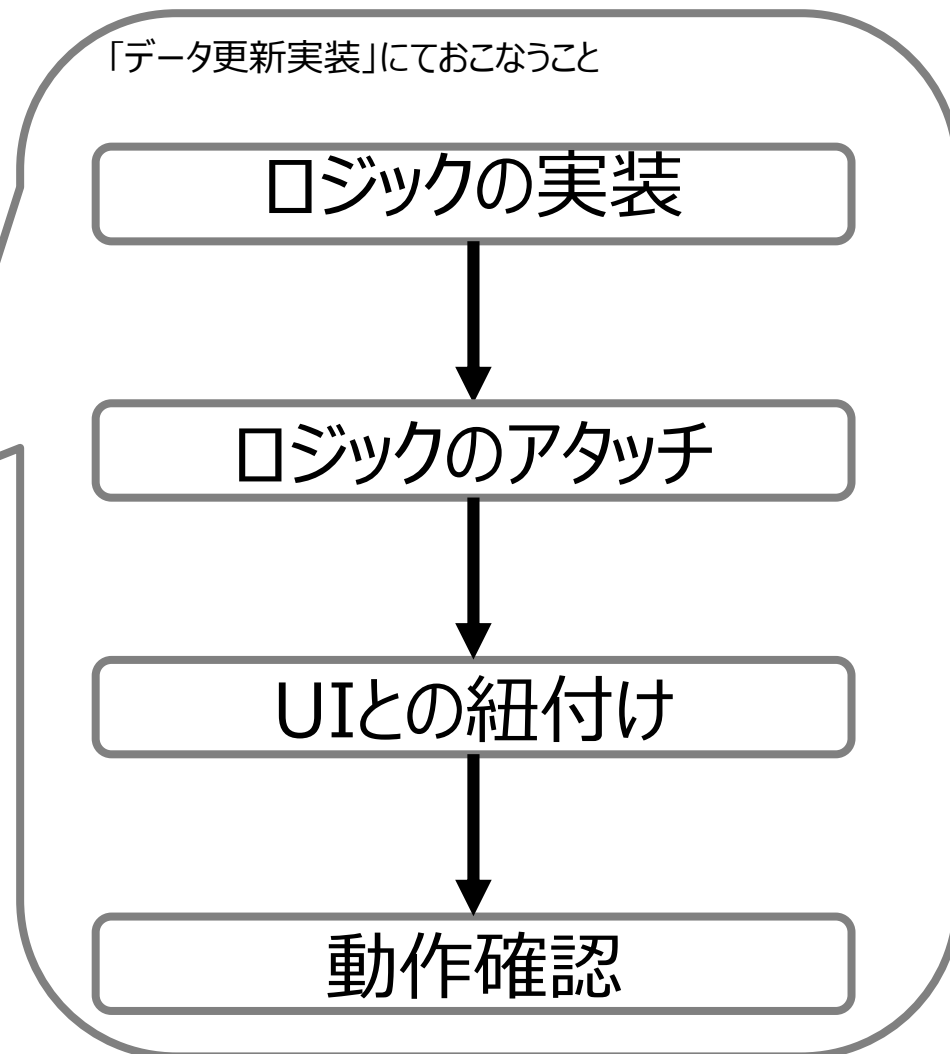 「データ更新実装」にておこなうこと
ロジックの実装
ロジックのアタッチ
UIとの紐付け
動作確認